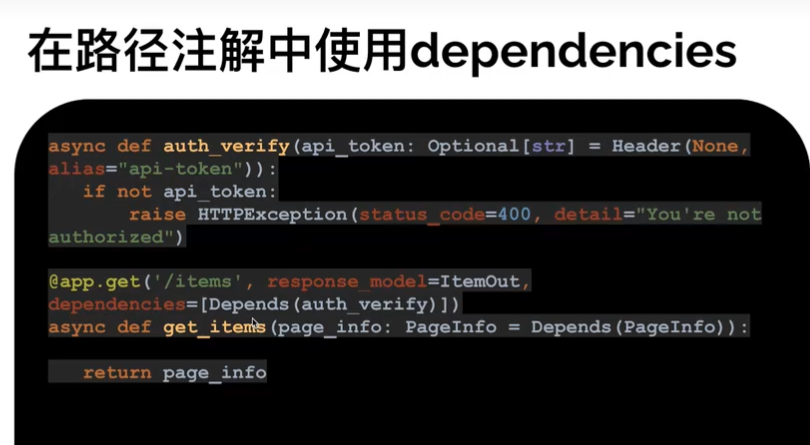 在路径注解中使用dependencies
async def auth_verify(api_token: Optional[str] = Header(None,
alias="api-token")):
if not api_token:
raise HTTPException(status_code=400, detail="You're not
authorized")
@app.get('/items', response_model=ItemOut,
dependencies=[Depends(auth_verify)])
async def get_items(page_info: PageInfo = Depends(PageInfo)):
return page_info